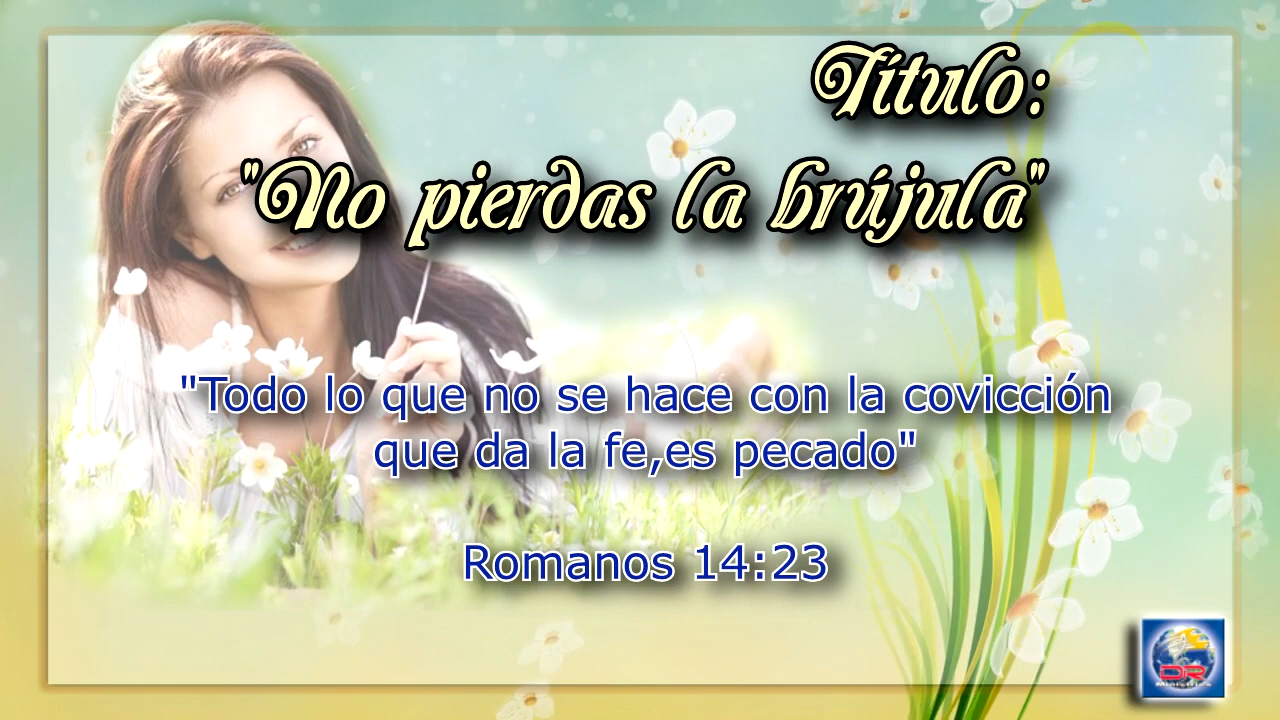 Título:
"No pierdas la brújula"
"Todo lo que no se hace con la covicción
que da la fe,es pecado"
Romanos 14:23
DR
Ministries